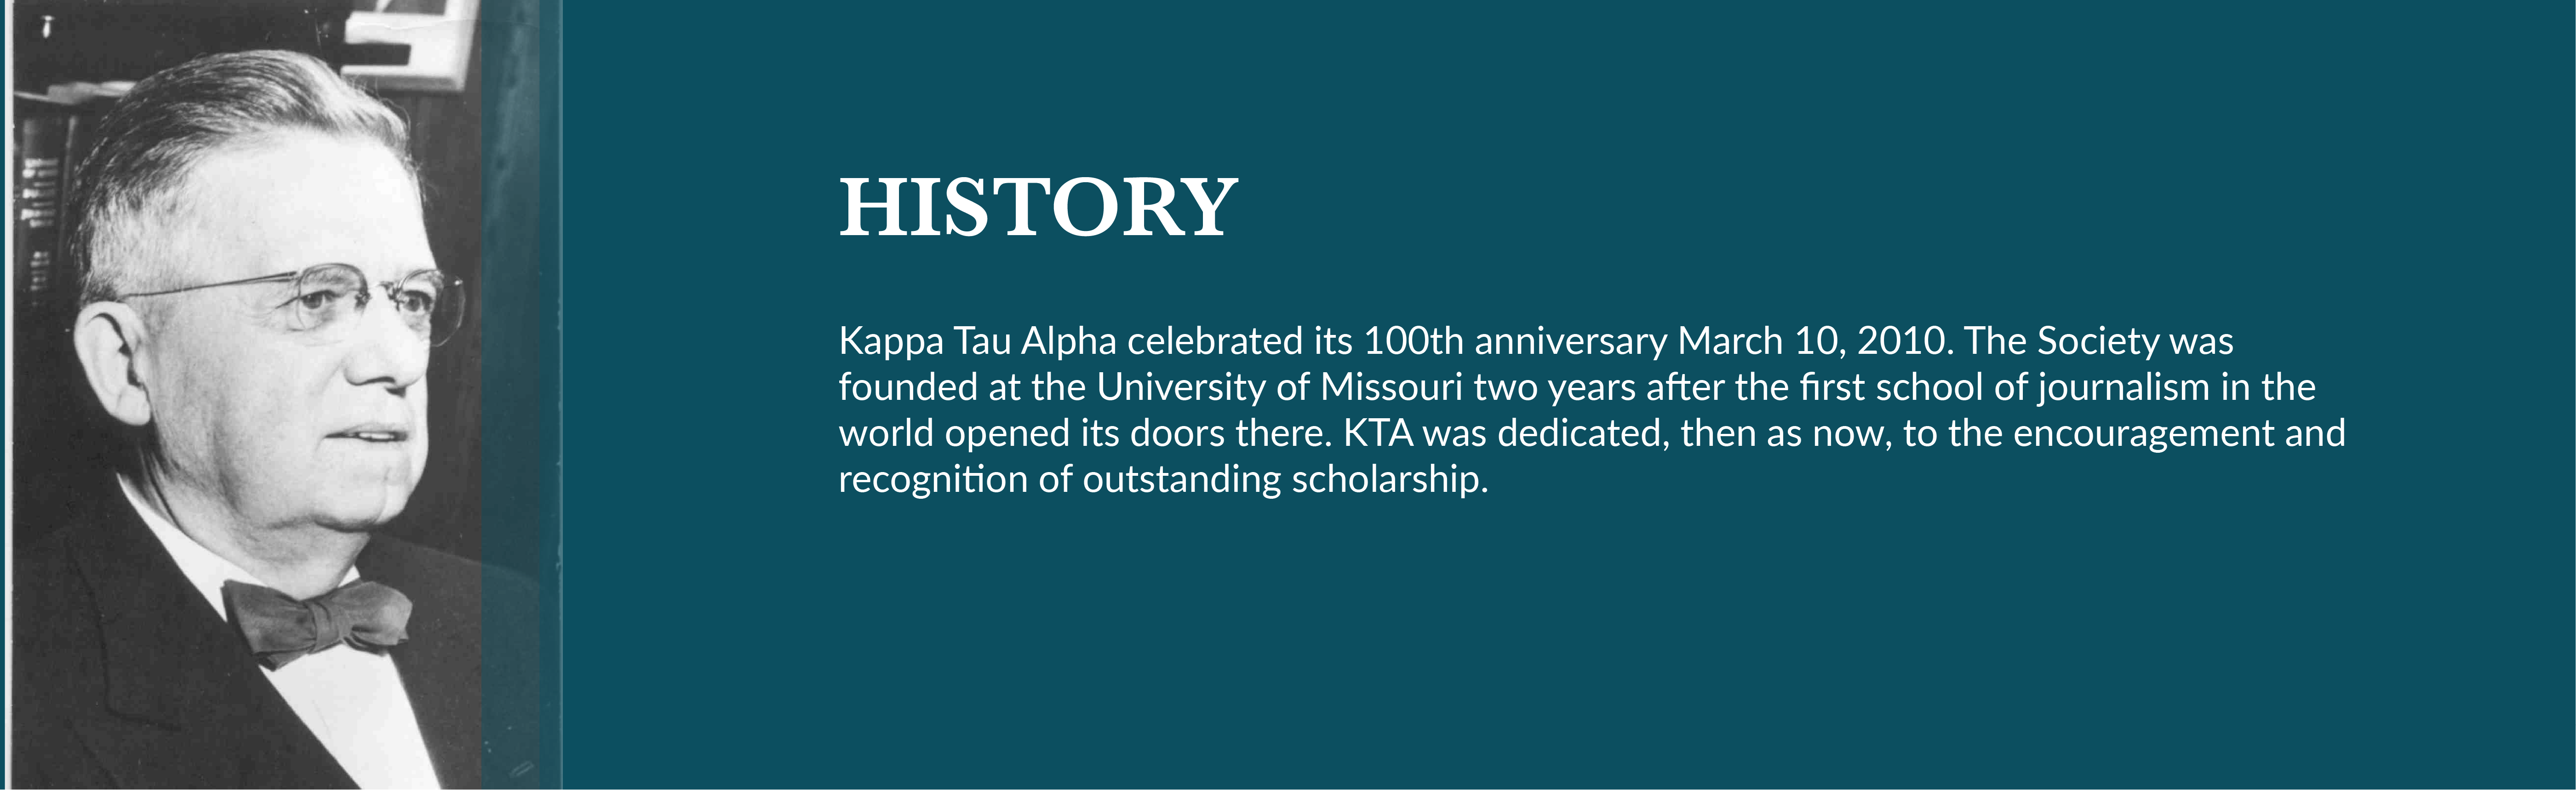 HISTORY
Kappa Tau Alpha celebrated its 100th anniversary March 10, 2010. The Society was
founded at the University of Missouri two years after the first school of journalism in the
world opened its doors there. KTA was dedicated, then as now, to the encouragement and
recognition of outstanding scholarship.